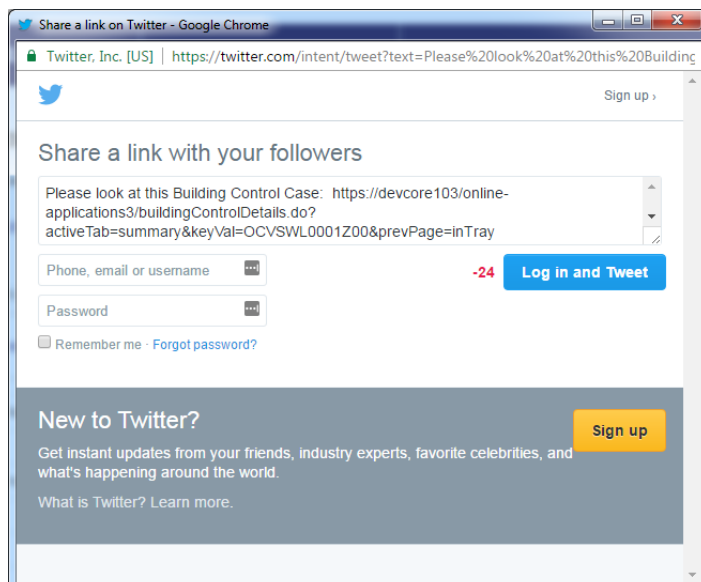 Share a link on Twitter - Google Chrome
Twitter, Inc. [US] | https://twitter.com/intent/tweet?text=Please%20look%20at%20this%20Building
Sign up ›
Share a link with your followers
Please look at this Building Control Case:  https://devcore103/online-
applications3/buildingControlDetails.do?
activeTab=summary&keyVal=OCVSWL0001Z00&prevPage=inTray
Phone, email or username
-24 Log in and Tweet
Password
Remember me · Forgot password?
New to Twitter?
Sign up
Get instant updates from your friends, industry experts, favorite celebrities, and
what's happening around the world.
What is Twitter? Learn more.